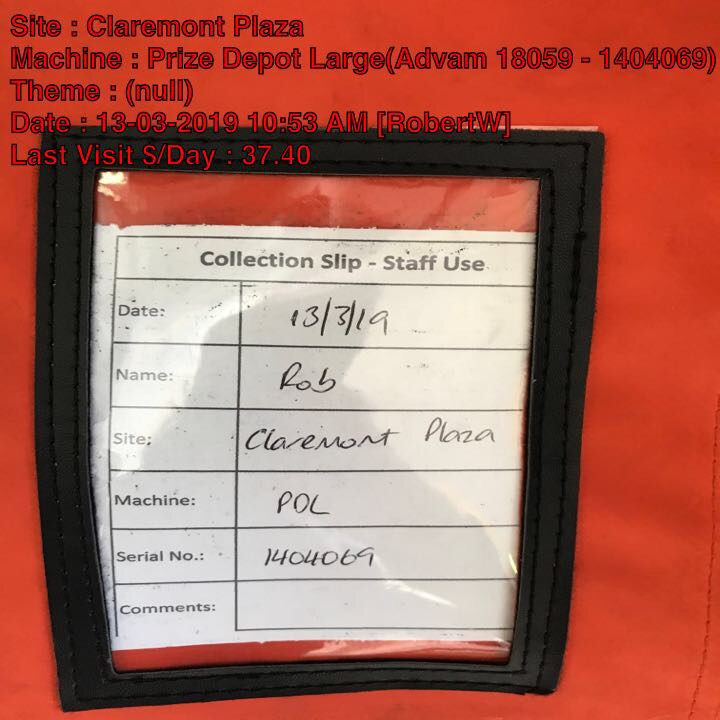 Site : Claremont Plaza
Machine : Prize Depot Large(Advam 18059 - 1404069)
Theme : (null)
Date : 13-03-2019 10:53 AM [RobertW]
Last Visit $/Day : 37.40
Collection Slip - Staff Use
Date: 13/3/19
Name: Rob
Site: Claremont Plaza
Machine: PDL
Serial No.: 1404069
Comments: